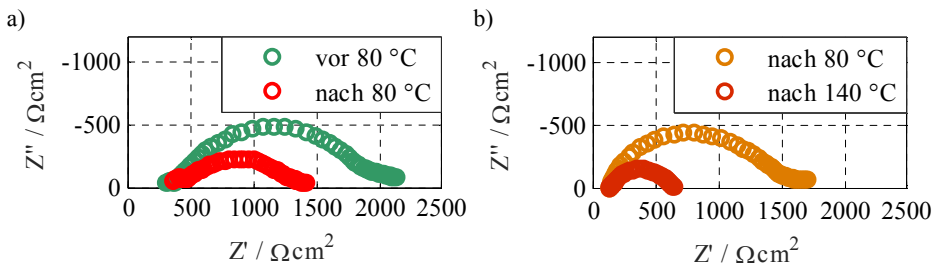 a)
-1000
-500
0
Z'' / Ωcm²
vor 80 °C
nach 80 °C
0 500 1000 1500 2000 2500
Z' / Ωcm²
b)
-1000
-500
0
Z'' / Ωcm²
nach 80 °C
nach 140 °C
0 500 1000 1500 2000 2500
Z' / Ωcm²